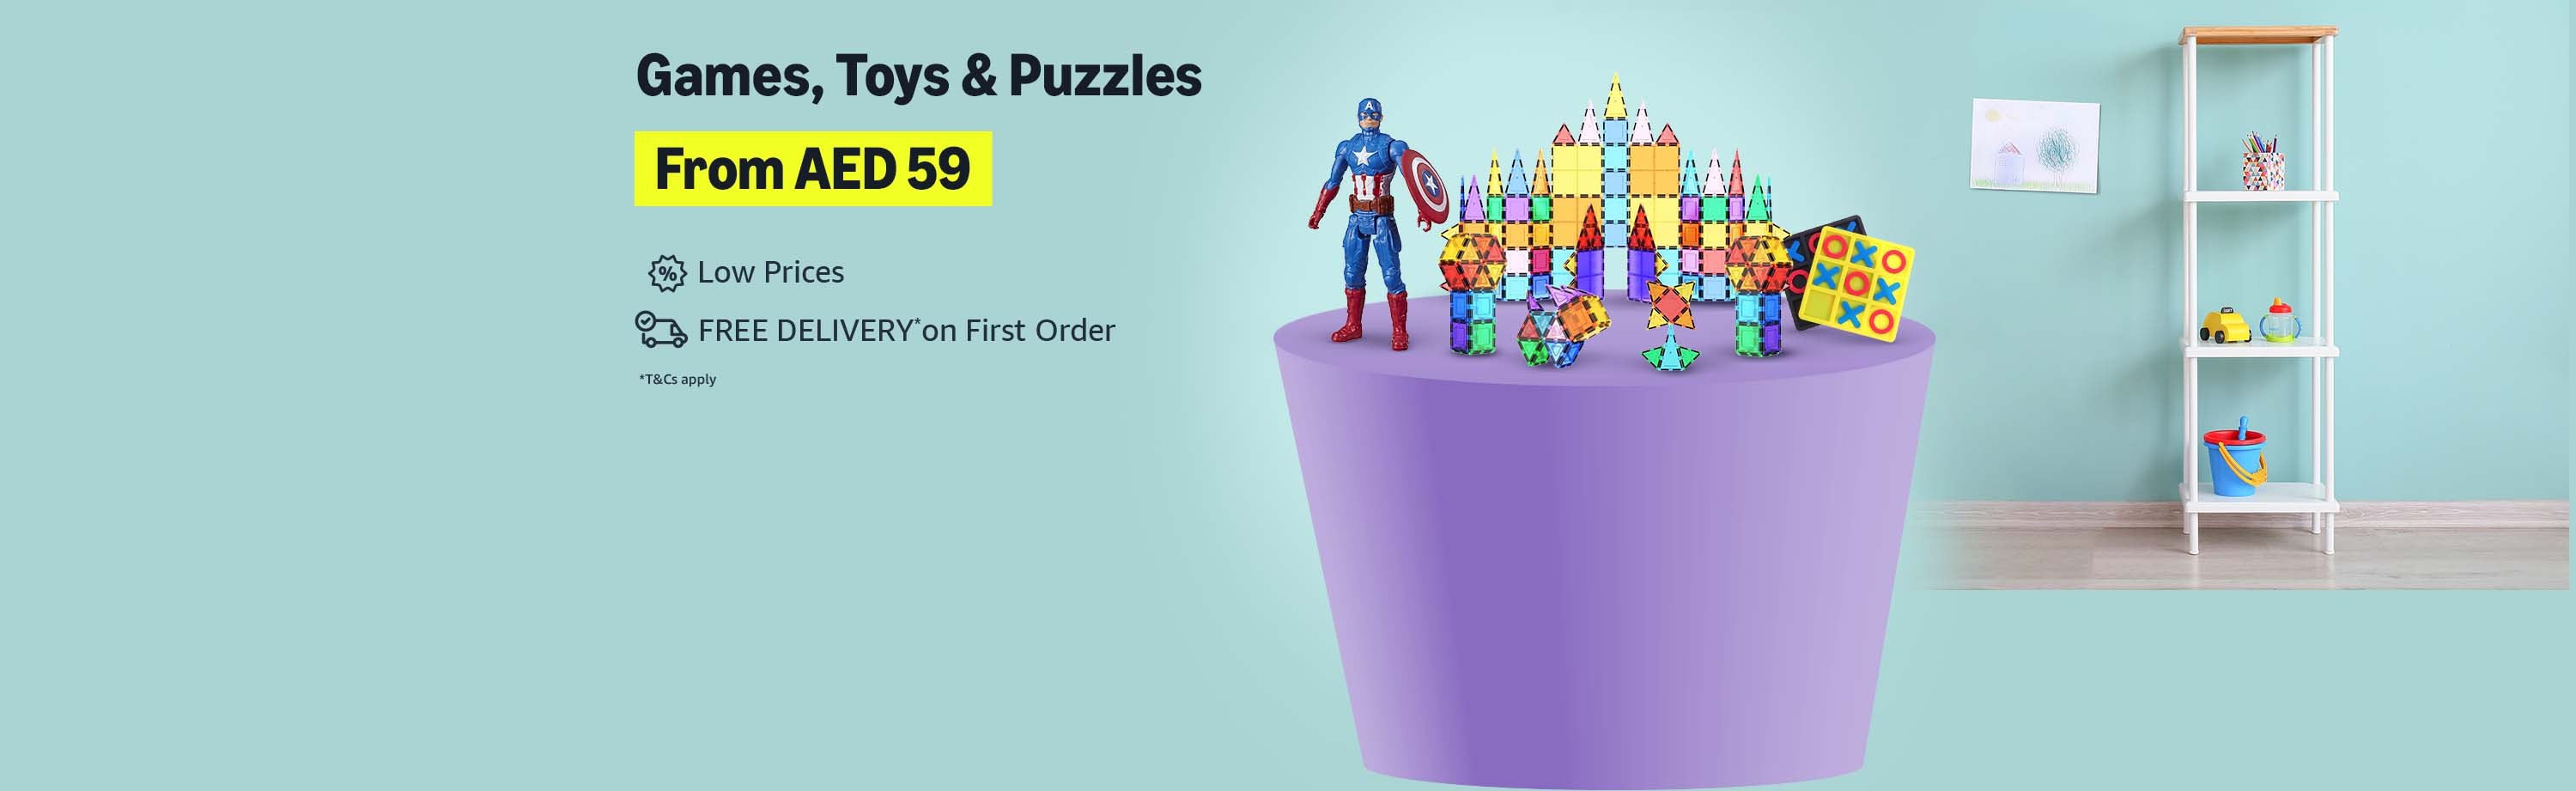 Games, Toys & Puzzles
From AED 59
% Low Prices
FREE DELIVERY* on First Order
*T&Cs apply